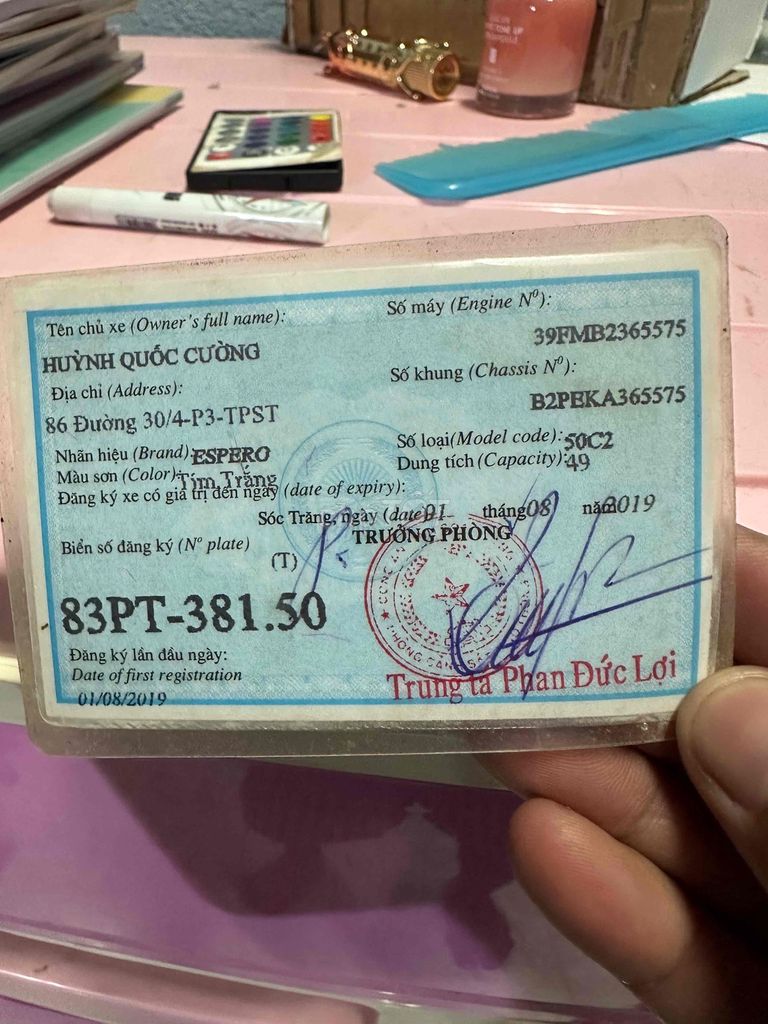 Tên chủ xe (Owner's full name):
HUỲNH QUỐC CƯỜNG
Địa chỉ (Address):
86 Đường 30/4-P3-TPST
Số máy (Engine Nº):
39FMB2365575
Số khung (Chassis Nº):
B2PEKA365575
Nhãn hiệu (Brand): ESPERO
Số loại(Model code): 50C2
Màu sơn (Color): Tím Trắng
Dung tích (Capacity): 49
Đăng ký xe có giá trị đến ngày (date of expiry):
Sóc Trăng, ngày (date) 01 tháng 08 năm 2019
Biển số đăng ký (Nº plate)
(T)
TRƯỞNG PHÒNG
83PT-381.50
Đăng ký lần đầu ngày:
Date of first registration
01/08/2019
Trung tá Phan Đức Lợi